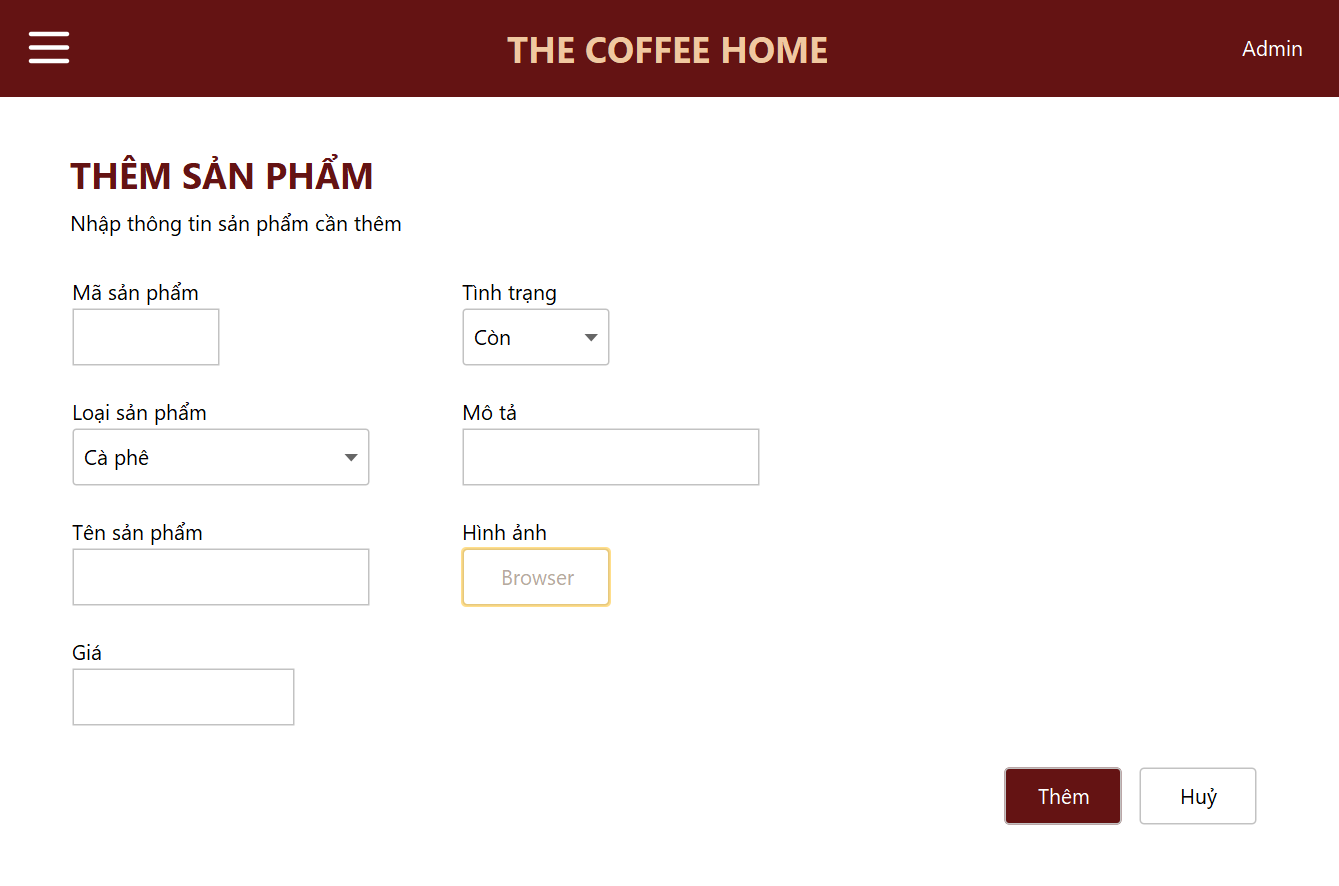 THE COFFEE HOME
Admin
THÊM SẢN PHẨM
Nhập thông tin sản phẩm cần thêm
Mã sản phẩm
Tình trạng
Còn
Loại sản phẩm
Mô tả
Cà phê
Tên sản phẩm
Hình ảnh
Browser
Giá
Thêm
Huỷ